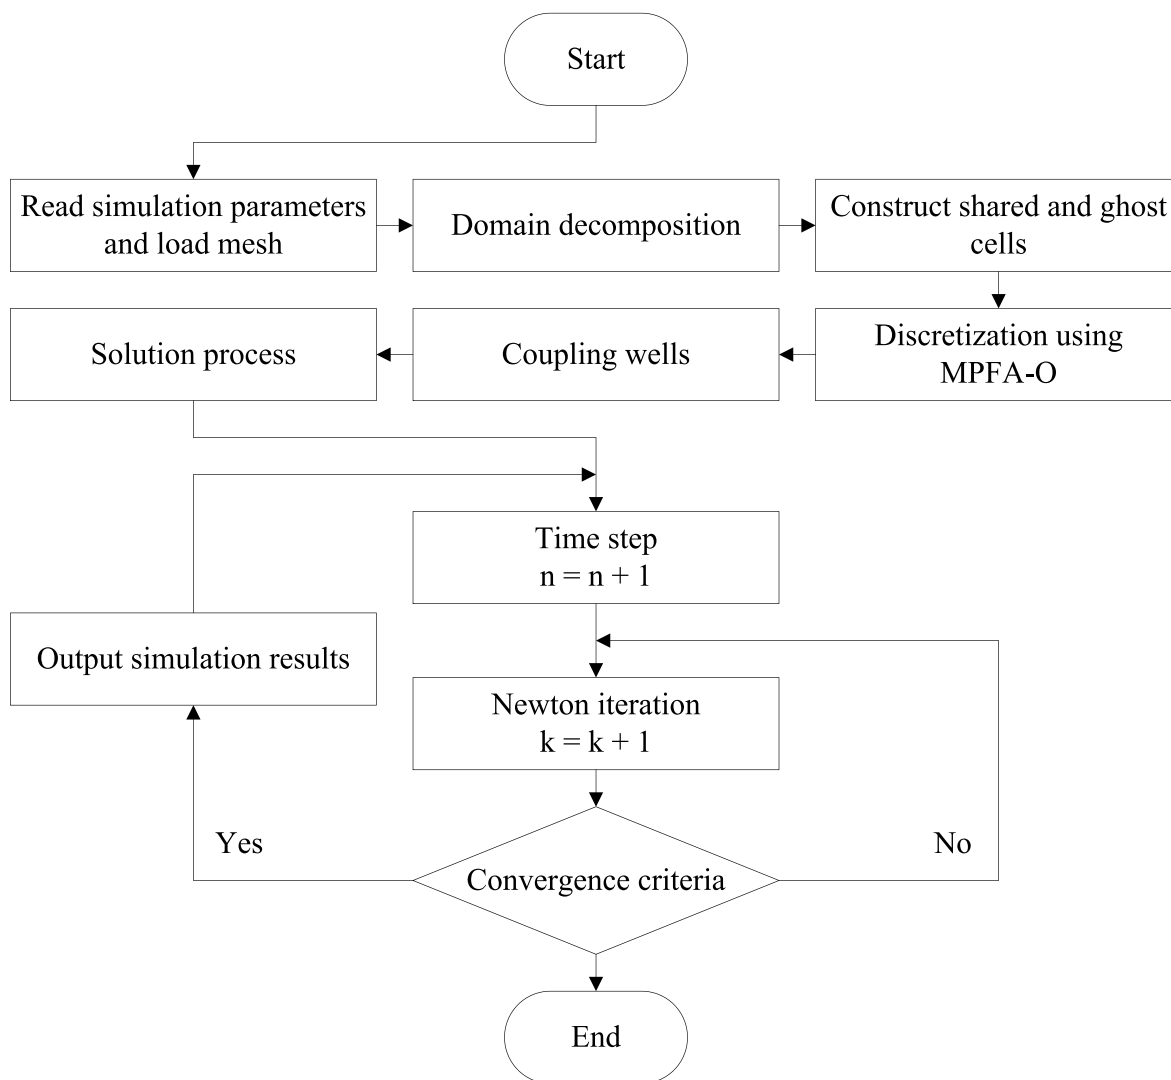 Start
Read simulation parameters
and load mesh
Domain decomposition
Construct shared and ghost
cells
Solution process
Coupling wells
Discretization using
MPFA-O
Time step
n = n + 1
Output simulation results
Newton iteration
k = k + 1
Yes
No
Convergence criteria
End